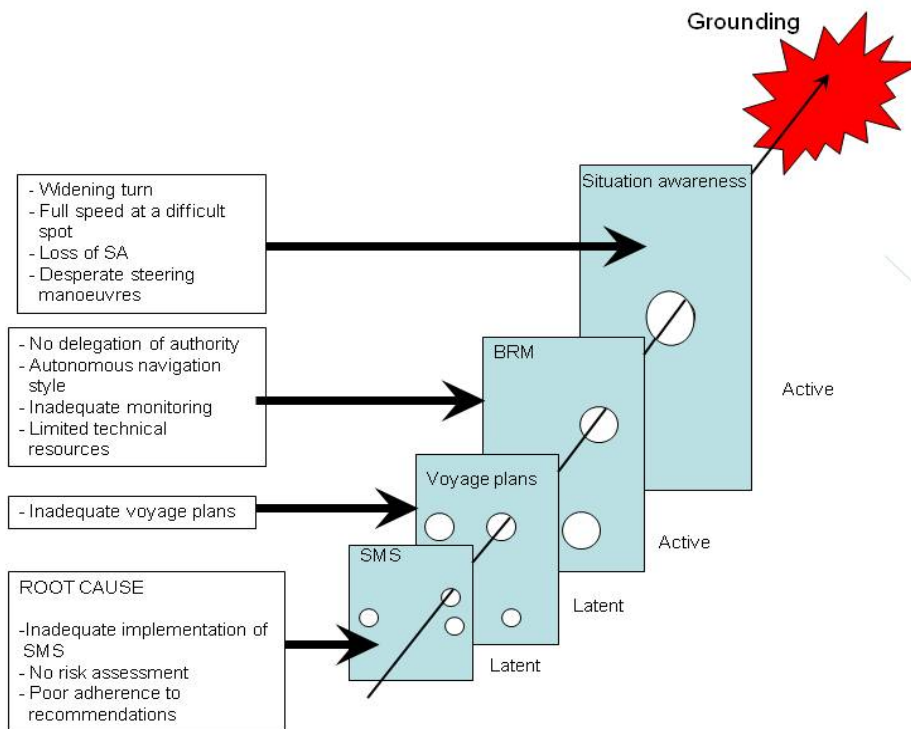 Grounding
- Widening turn
- Full speed at a difficult
spot
- Loss of SA
- Desperate steering
manoeuvres
Situation awareness
- No delegation of authority
- Autonomous navigation
style
- Inadequate monitoring
- Limited technical
resources
BRM
Active
- Inadequate voyage plans
Voyage plans
Active
ROOT CAUSE
-Inadequate implementation of
SMS
- No risk assessment
- Poor adherence to
recommendations
SMS
Latent
Latent